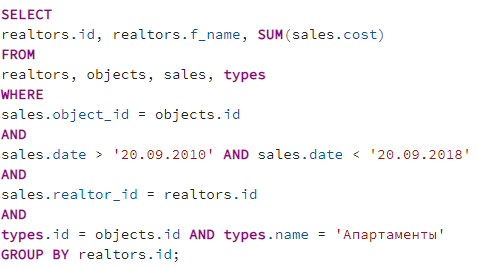 SELECT
realtors.id, realtors.f_name, SUM(sales.cost)
FROM
realtors, objects, sales, types
WHERE
sales.object_id = objects.id
AND
sales.date > '20.09.2010' AND sales.date < '20.09.2018'
AND
sales.realtor_id = realtors.id
AND
types.id = objects.id AND types.name = 'Апартаменты'
GROUP BY realtors.id;